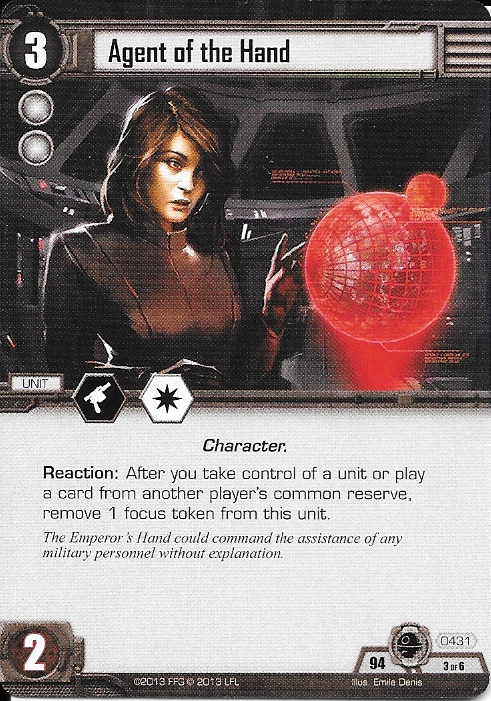 3
Agent of the Hand
UNIT
Character.
Reaction: After you take control of a unit or play
a card from another player's common reserve,
remove 1 focus token from this unit.
The Emperor's Hand could command the assistance of any
military personnel without explanation.
2
94
0431
3 OF 6
©2013 FFG © 2013 LFL
Illus. Emile Denis